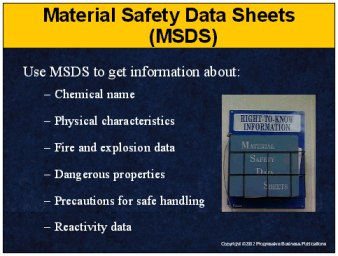 Material Safety Data Sheets
(MSDS)
Use MSDS to get information about:
– Chemical name
– Physical characteristics
– Fire and explosion data
– Dangerous properties
– Precautions for safe handling
– Reactivity data
RIGHT-TO-KNOW
INFORMATION
MATERIAL
SAFETY
DATA
SHEETS
Progressive Business Publications